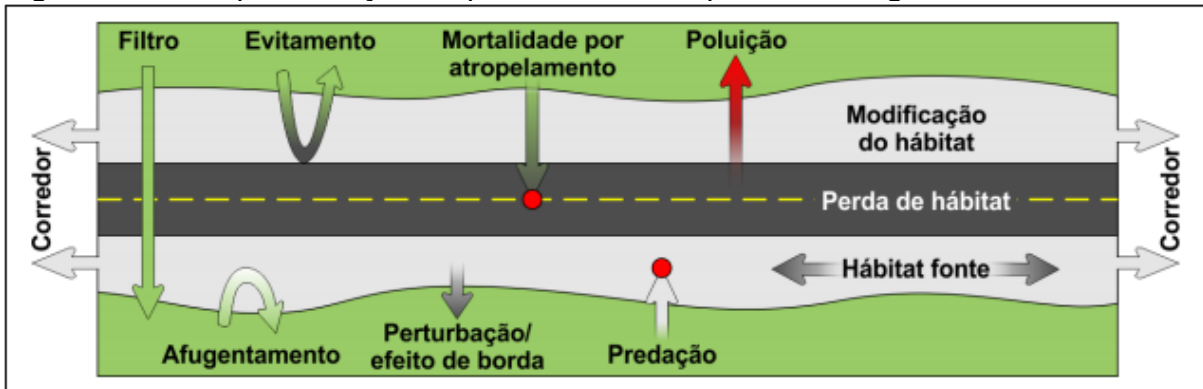 Filtro
Evitamento
Mortalidade por
atropelamento
Poluição
Modificação
do hábitat
Corredor
Perda de hábitat
Corredor
Hábitat fonte
Afugentamento
Perturbação/
efeito de borda
Predação